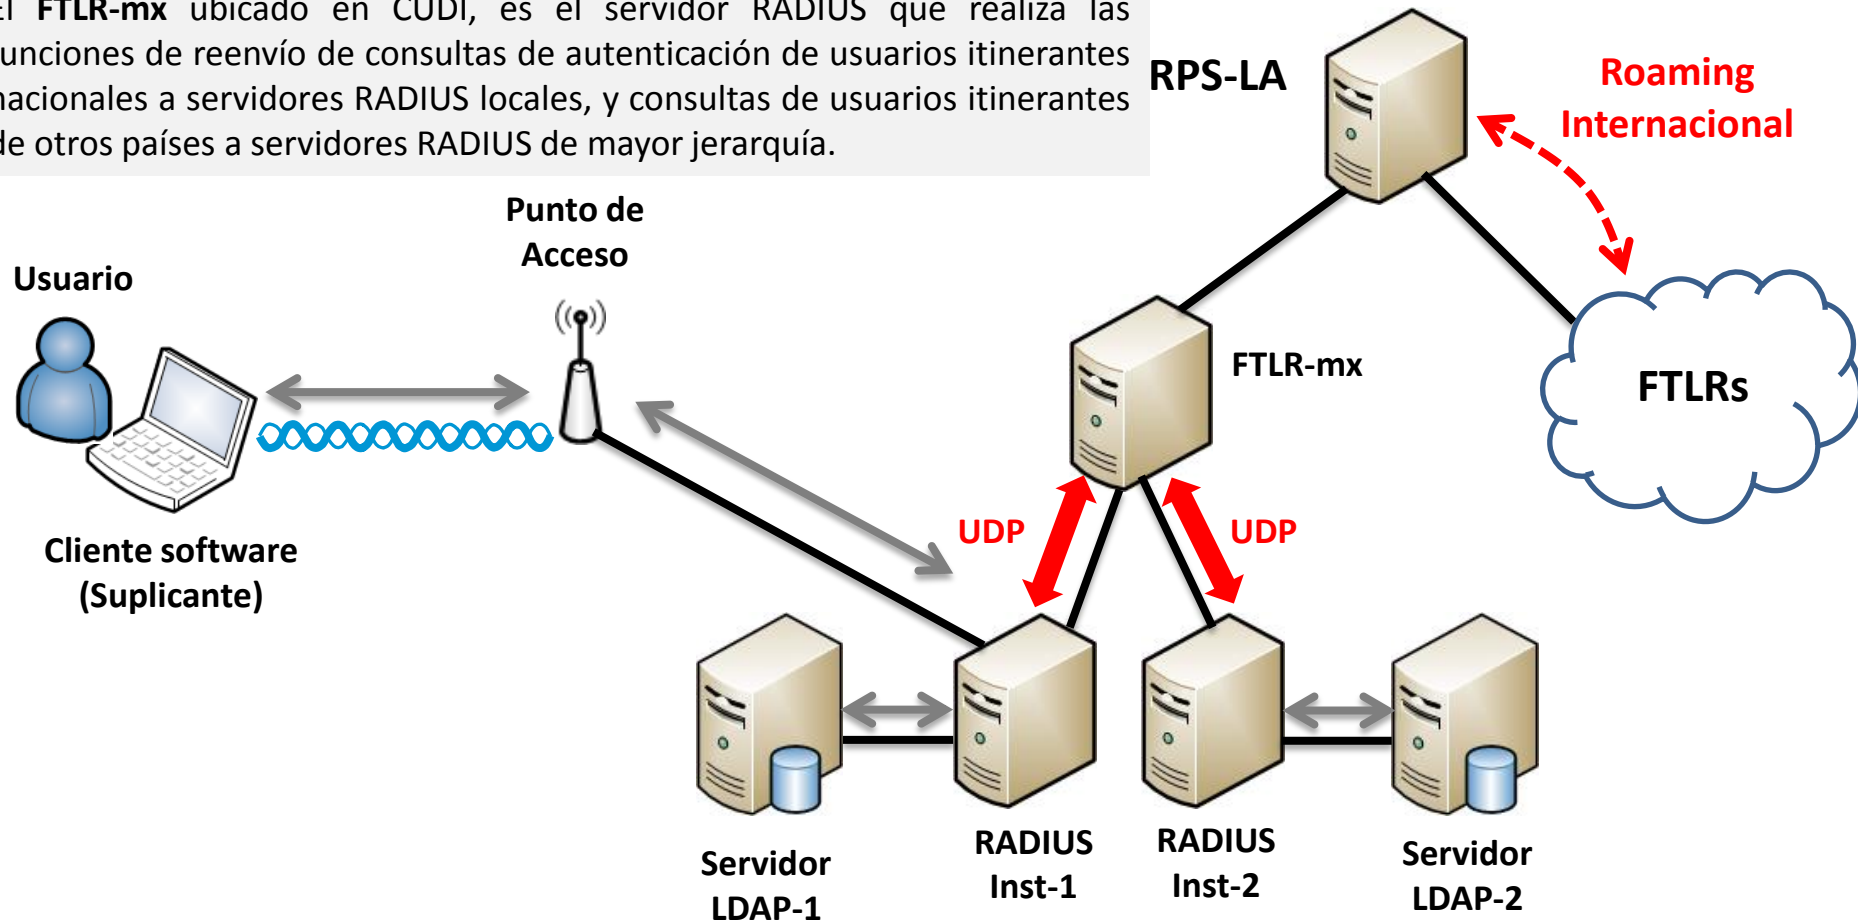 El FTLR-mx ubicado en CUDI, es el servidor RADIUS que realiza las
funciones de reenvío de consultas de autenticación de usuarios itinerantes
nacionales a servidores RADIUS locales, y consultas de usuarios itinerantes
de otros países a servidores RADIUS de mayor jerarquía.
RPS-LA
Roaming
Internacional
Punto de
Acceso
Usuario
FTLR-mx
FTLRs
UDP
UDP
Cliente software
(Suplicante)
Servidor
LDAP-1
RADIUS
Inst-1
RADIUS
Inst-2
Servidor
LDAP-2